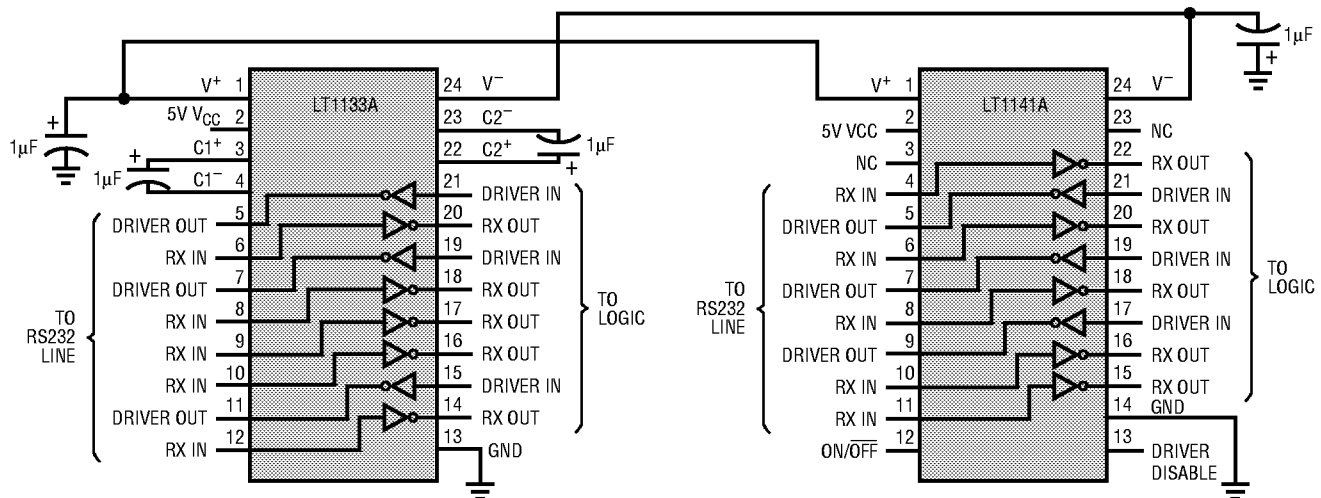 1μF
+
V+ 1
LT1133A
24 V−
V+ 1
LT1141A
24 V−
5V VCC 2
23 C2−
5V VCC 2
23 NC
+
1μF
C1+ 3
22 C2+
1μF
+
NC 3
22 RX OUT
+
1μF
C1− 4
21 DRIVER IN
RX IN 4
21 DRIVER IN
DRIVER OUT 5
20 RX OUT
DRIVER OUT 5
20 RX OUT
RX IN 6
19 DRIVER IN
RX IN 6
19 DRIVER IN
DRIVER OUT 7
18 RX OUT
DRIVER OUT 7
18 RX OUT
TO
RS232
LINE
RX IN 8
17 RX OUT
TO
LOGIC
TO
RS232
LINE
RX IN 8
17 DRIVER IN
TO
LOGIC
RX IN 9
16 RX OUT
DRIVER OUT 9
16 RX OUT
RX IN 10
15 DRIVER IN
RX IN 10
15 RX OUT
DRIVER OUT 11
14 RX OUT
RX IN 11
14 GND
RX IN 12
13 GND
ON/OFF 12
13 DRIVER
DISABLE